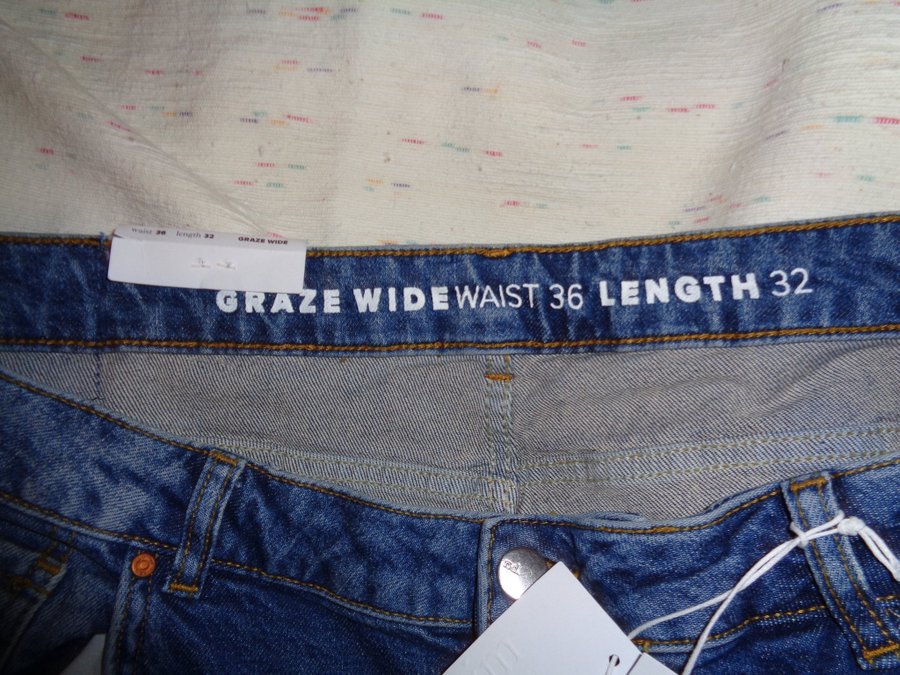 waist 36 length 32 GRAZE WIDE
GRAZE WIDE WAIST 36 LENGTH 32